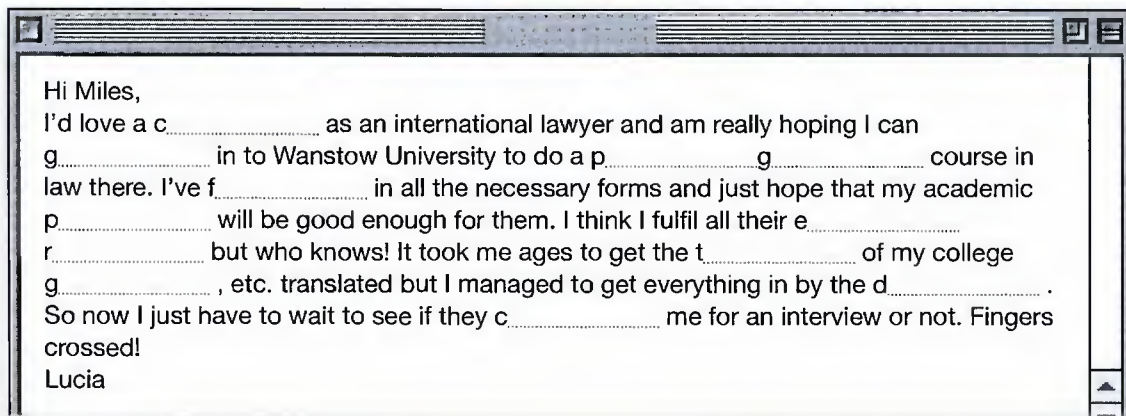 Hi Miles,
I'd love a c.................... as an international lawyer and am really hoping I can
g.................... in to Wanstow University to do a p....................g.................... course in
law there. I've f.................... in all the necessary forms and just hope that my academic
p.................... will be good enough for them. I think I fulfil all their e....................
r.................... but who knows! It took me ages to get the t.................... of my college
g.................... , etc. translated but I managed to get everything in by the d.................... .
So now I just have to wait to see if they c.................... me for an interview or not. Fingers
crossed!
Lucia